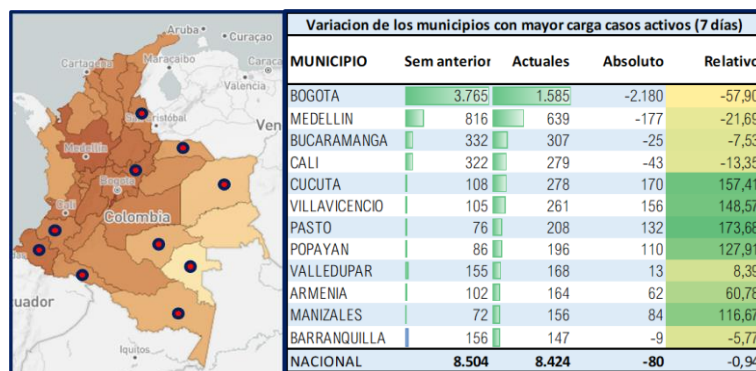 Aruba
Curaçao
Cartagena
Maracaibo
Caracas
Valencia
Medellín
Bogotá
Cali
Colombia
Iquitos
Variacion de los municipios con mayor carga casos activos (7 días)
MUNICIPIO Sem anterior Actuales Absoluto Relativo
BOGOTA 3.765 1.585 -2.180 -57,90
MEDELLIN 816 639 -177 -21,69
BUCARAMANGA 332 307 -25 -7,53
CALI 322 279 -43 -13,35
CUCUTA 108 278 170 157,41
VILLAVICENCIO 105 261 156 148,57
PASTO 76 208 132 173,68
POPAYAN 86 196 110 127,91
VALLEDUPAR 155 168 13 8,39
ARMENIA 102 164 62 60,78
MANIZALES 72 156 84 116,67
BARRANQUILLA 156 147 -9 -5,77
NACIONAL 8.504 8.424 -80 -0,94